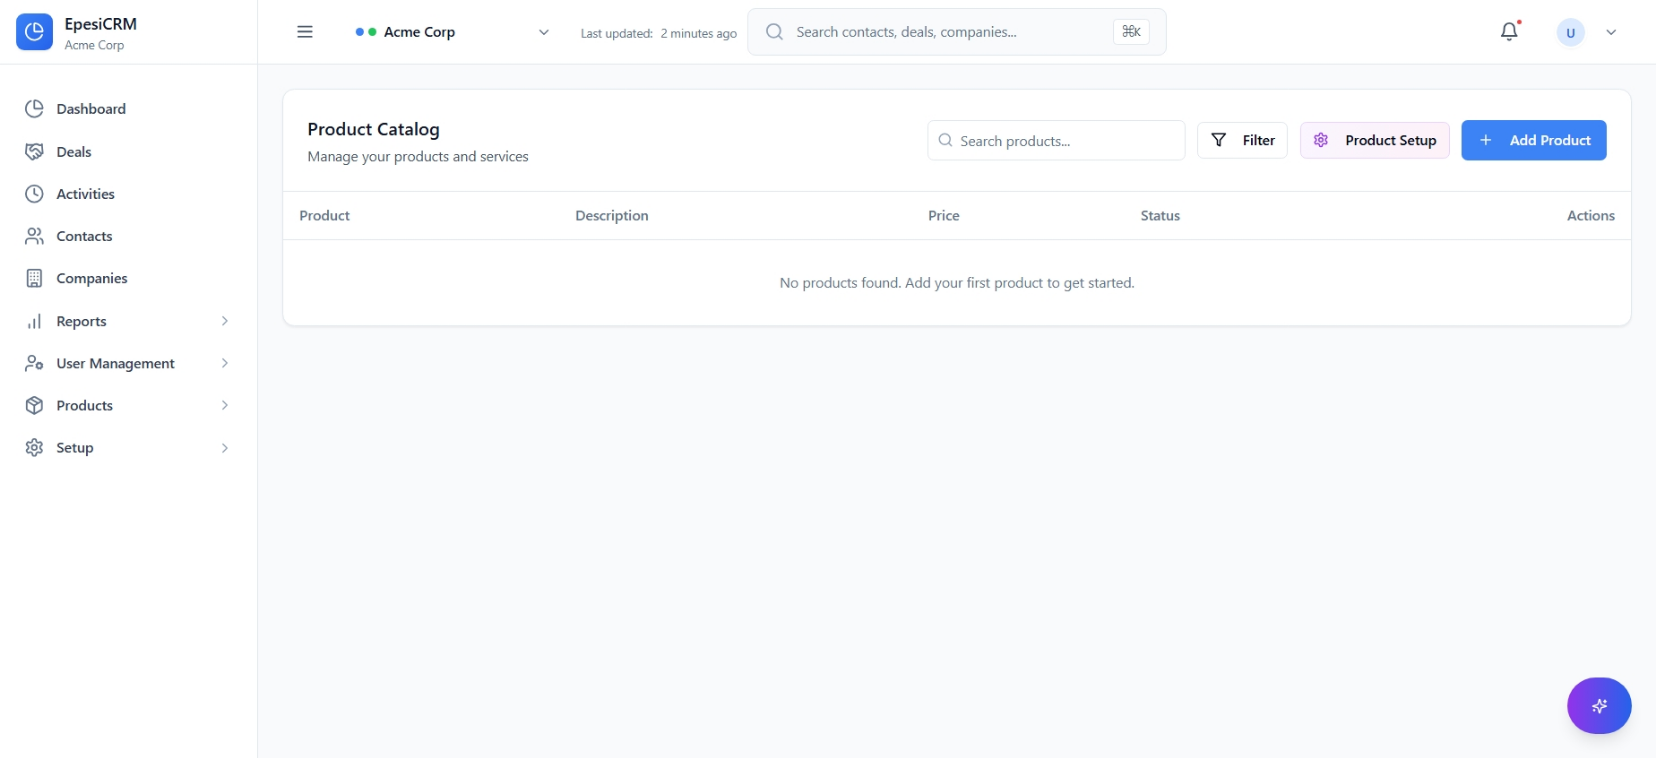 EpesiCRM
Acme Corp
Dashboard
Deals
Activities
Contacts
Companies
Reports
User Management
Products
Setup
Acme Corp
Last updated: 2 minutes ago
Search contacts, deals, companies...
⌘K
U
Product Catalog
Manage your products and services
Search products...
Filter
Product Setup
Add Product
Product Description Price Status Actions
No products found. Add your first product to get started.